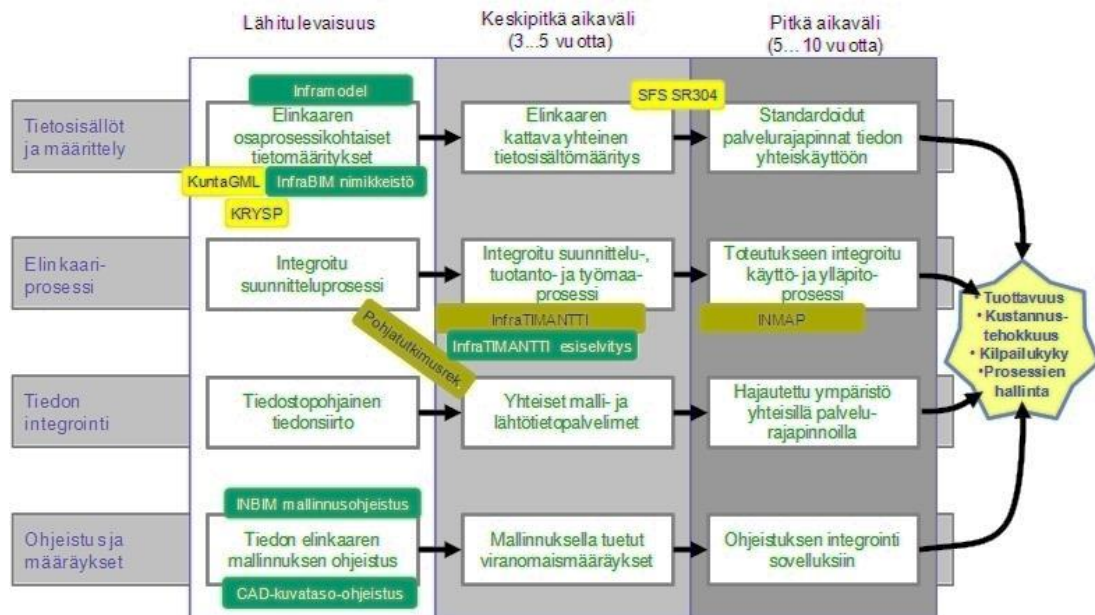 Lähitulevaisuus
Keskipitkä aikaväli
(3...5 vuotta)
Pitkä aikaväli
(5... 10 vuotta)
Tietosisällöt
ja määrittely
Inframodel
Elinkaaren
osaprosessikohtaiset
tietomääritykset
KuntaGML
InfraBIM nimikkeistö
KRYSP
Elinkaaren
kattava yhteinen
tietosisältömääritys
SFS SR304
Standardoidut
palvelurajapinnat tiedon
yhteiskäyttöön
Elinkaari-
prosessi
Integroitu
suunnitteluprosessi
Integroitu suunnittelu-,
tuotanto- ja työmaa-
prosessi
Toteutukseen integroitu
käyttö- ja ylläpito-
prosessi
Pohjatutkimusrek.
InfraTIMANTTI
InfraTIMANTTI esiselvitys
INMAP
• Tuottavuus
• Kustannus-
tehokkuus
• Kilpailukyky
•Prosessien
hallinta
Tiedon
integrointi
Tiedostopohjainen
tiedonsiirto
Yhteiset malli- ja
lähtötietopalvelimet
Hajautettu ympäristö
yhteisillä palvelu-
rajapinnoilla
Ohjeistus ja
määräykset
INBIM mallinnusohjeistus
Tiedon elinkaaren
mallinnuksen ohjeistus
CAD-kuvataso-ohjeistus
Mallinnuksella tuetut
viranomaismääräykset
Ohjeistuksen integrointi
sovelluksiin